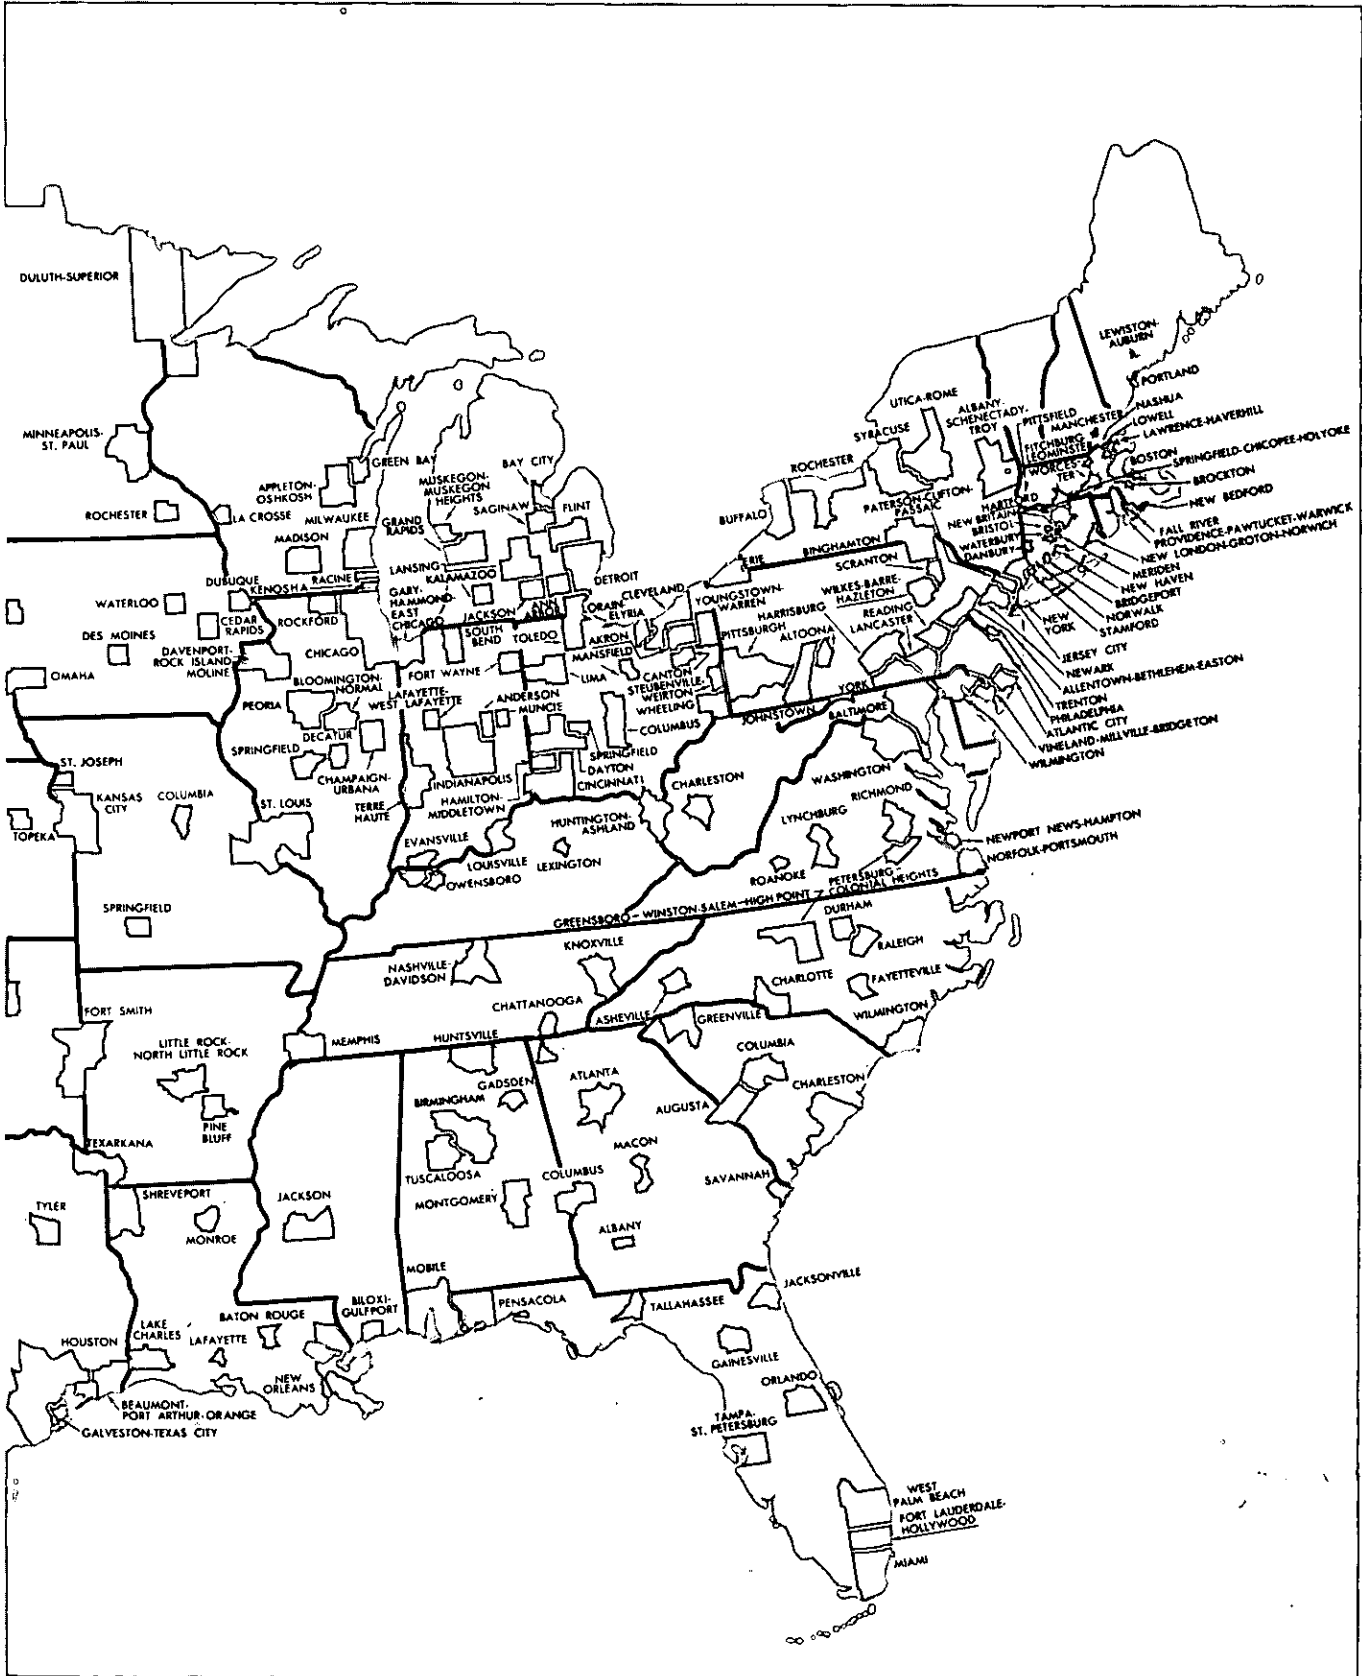 DULUTH-SUPERIOR
MINNEAPOLIS-
ST. PAUL
ROCHESTER
LA CROSSE
APPLETON-
OSHKOSH
GREEN BAY
MILWAUKEE
MADISON
RACINE
KENOSHA
DUBUQUE
WATERLOO
CEDAR
RAPIDS
DES MOINES
DAVENPORT-
ROCK ISLAND
MOLINE
OMAHA
ROCKFORD
CHICAGO
MUSKEGON-
MUSKEGON
HEIGHTS
GRAND
RAPIDS
BAY CITY
SAGINAW
FLINT
LANSING
KALAMAZOO
GARY-
HAMMOND-
EAST
CHICAGO
JACKSON
ANN
ARBOR
DETROIT
SOUTH
BEND
TOLEDO
LORAIN-
ELYRIA
CLEVELAND
AKRON
MANSFIELD
LIMA
CANTON
STEUBENVILLE-
WEIRTON
WHEELING
COLUMBUS
YOUNGSTOWN-
WARREN
PITTSBURGH
ERIE
FORT WAYNE
BLOOMINGTON-
NORMAL
LAFAYETTE-
WEST LAFAYETTE
ANDERSON
MUNCIE
PEORIA
DECATUR
SPRINGFIELD
CHAMPAIGN-
URBANA
INDIANAPOLIS
SPRINGFIELD
DAYTON
CINCINNATI
HAMILTON-
MIDDLETOWN
TERRE
HAUTE
ST. JOSEPH
KANSAS
CITY
COLUMBIA
ST. LOUIS
TOPEKA
SPRINGFIELD
EVANSVILLE
LOUISVILLE
LEXINGTON
OWENSBORO
HUNTINGTON-
ASHLAND
CHARLESTON
LEWISTON-
AUBURN
PORTLAND
UTICA-ROME
ALBANY-
SCHENECTADY-
TROY
SYRACUSE
ROCHESTER
BUFFALO
PITTSFIELD
MANCHESTER
NASHUA
LOWELL
LAWRENCE-HAVERHILL
FITCHBURG
LEOMINSTER
WORCES-
TER
BOSTON
SPRINGFIELD-CHICOPEE-HOLYOKE
BROCKTON
NEW BEDFORD
FALL RIVER
PROVIDENCE-PAWTUCKET-WARWICK
NEW LONDON-GROTON-NORWICH
HARTFORD
NEW BRITAIN
BRISTOL
WATERBURY
DANBURY
MERIDEN
NEW HAVEN
BRIDGEPORT
NORWALK
STAMFORD
PATERSON-CLIFTON-
PASSAIC
BINGHAMTON
SCRANTON
WILKES-BARRE-
HAZLETON
HARRISBURG
READING
LANCASTER
ALTOONA
YORK
JOHNSTOWN
NEW
YORK
JERSEY CITY
NEWARK
ALLENTOWN-BETHLEHEM-EASTON
TRENTON
PHILADELPHIA
ATLANTIC CITY
VINELAND-MILLVILLE-BRIDGETON
WILMINGTON
BALTIMORE
WASHINGTON
RICHMOND
LYNCHBURG
ROANOKE
PETERSBURG-
COLONIAL HEIGHTS
NEWPORT NEWS-HAMPTON
NORFOLK-PORTSMOUTH
GREENSBORO-WINSTON-SALEM-HIGH POINT
DURHAM
RALEIGH
KNOXVILLE
NASHVILLE-
DAVIDSON
CHATTANOOGA
ASHEVILLE
CHARLOTTE
FAYETTEVILLE
WILMINGTON
GREENVILLE
FORT SMITH
LITTLE ROCK-
NORTH LITTLE ROCK
PINE
BLUFF
MEMPHIS
HUNTSVILLE
GADSDEN
BIRMINGHAM
TUSCALOOSA
MONTGOMERY
ATLANTA
AUGUSTA
COLUMBIA
CHARLESTON
MACON
COLUMBUS
SAVANNAH
ALBANY
TEXARKANA
TYLER
SHREVEPORT
MONROE
JACKSON
MOBILE
PENSACOLA
BILOXI-
GULFPORT
BATON ROUGE
LAKE
CHARLES
LAFAYETTE
NEW
ORLEANS
HOUSTON
BEAUMONT-
PORT ARTHUR-ORANGE
GALVESTON-TEXAS CITY
TALLAHASSEE
JACKSONVILLE
GAINESVILLE
ORLANDO
TAMPA-
ST. PETERSBURG
WEST
PALM BEACH
FORT LAUDERDALE-
HOLLYWOOD
MIAMI